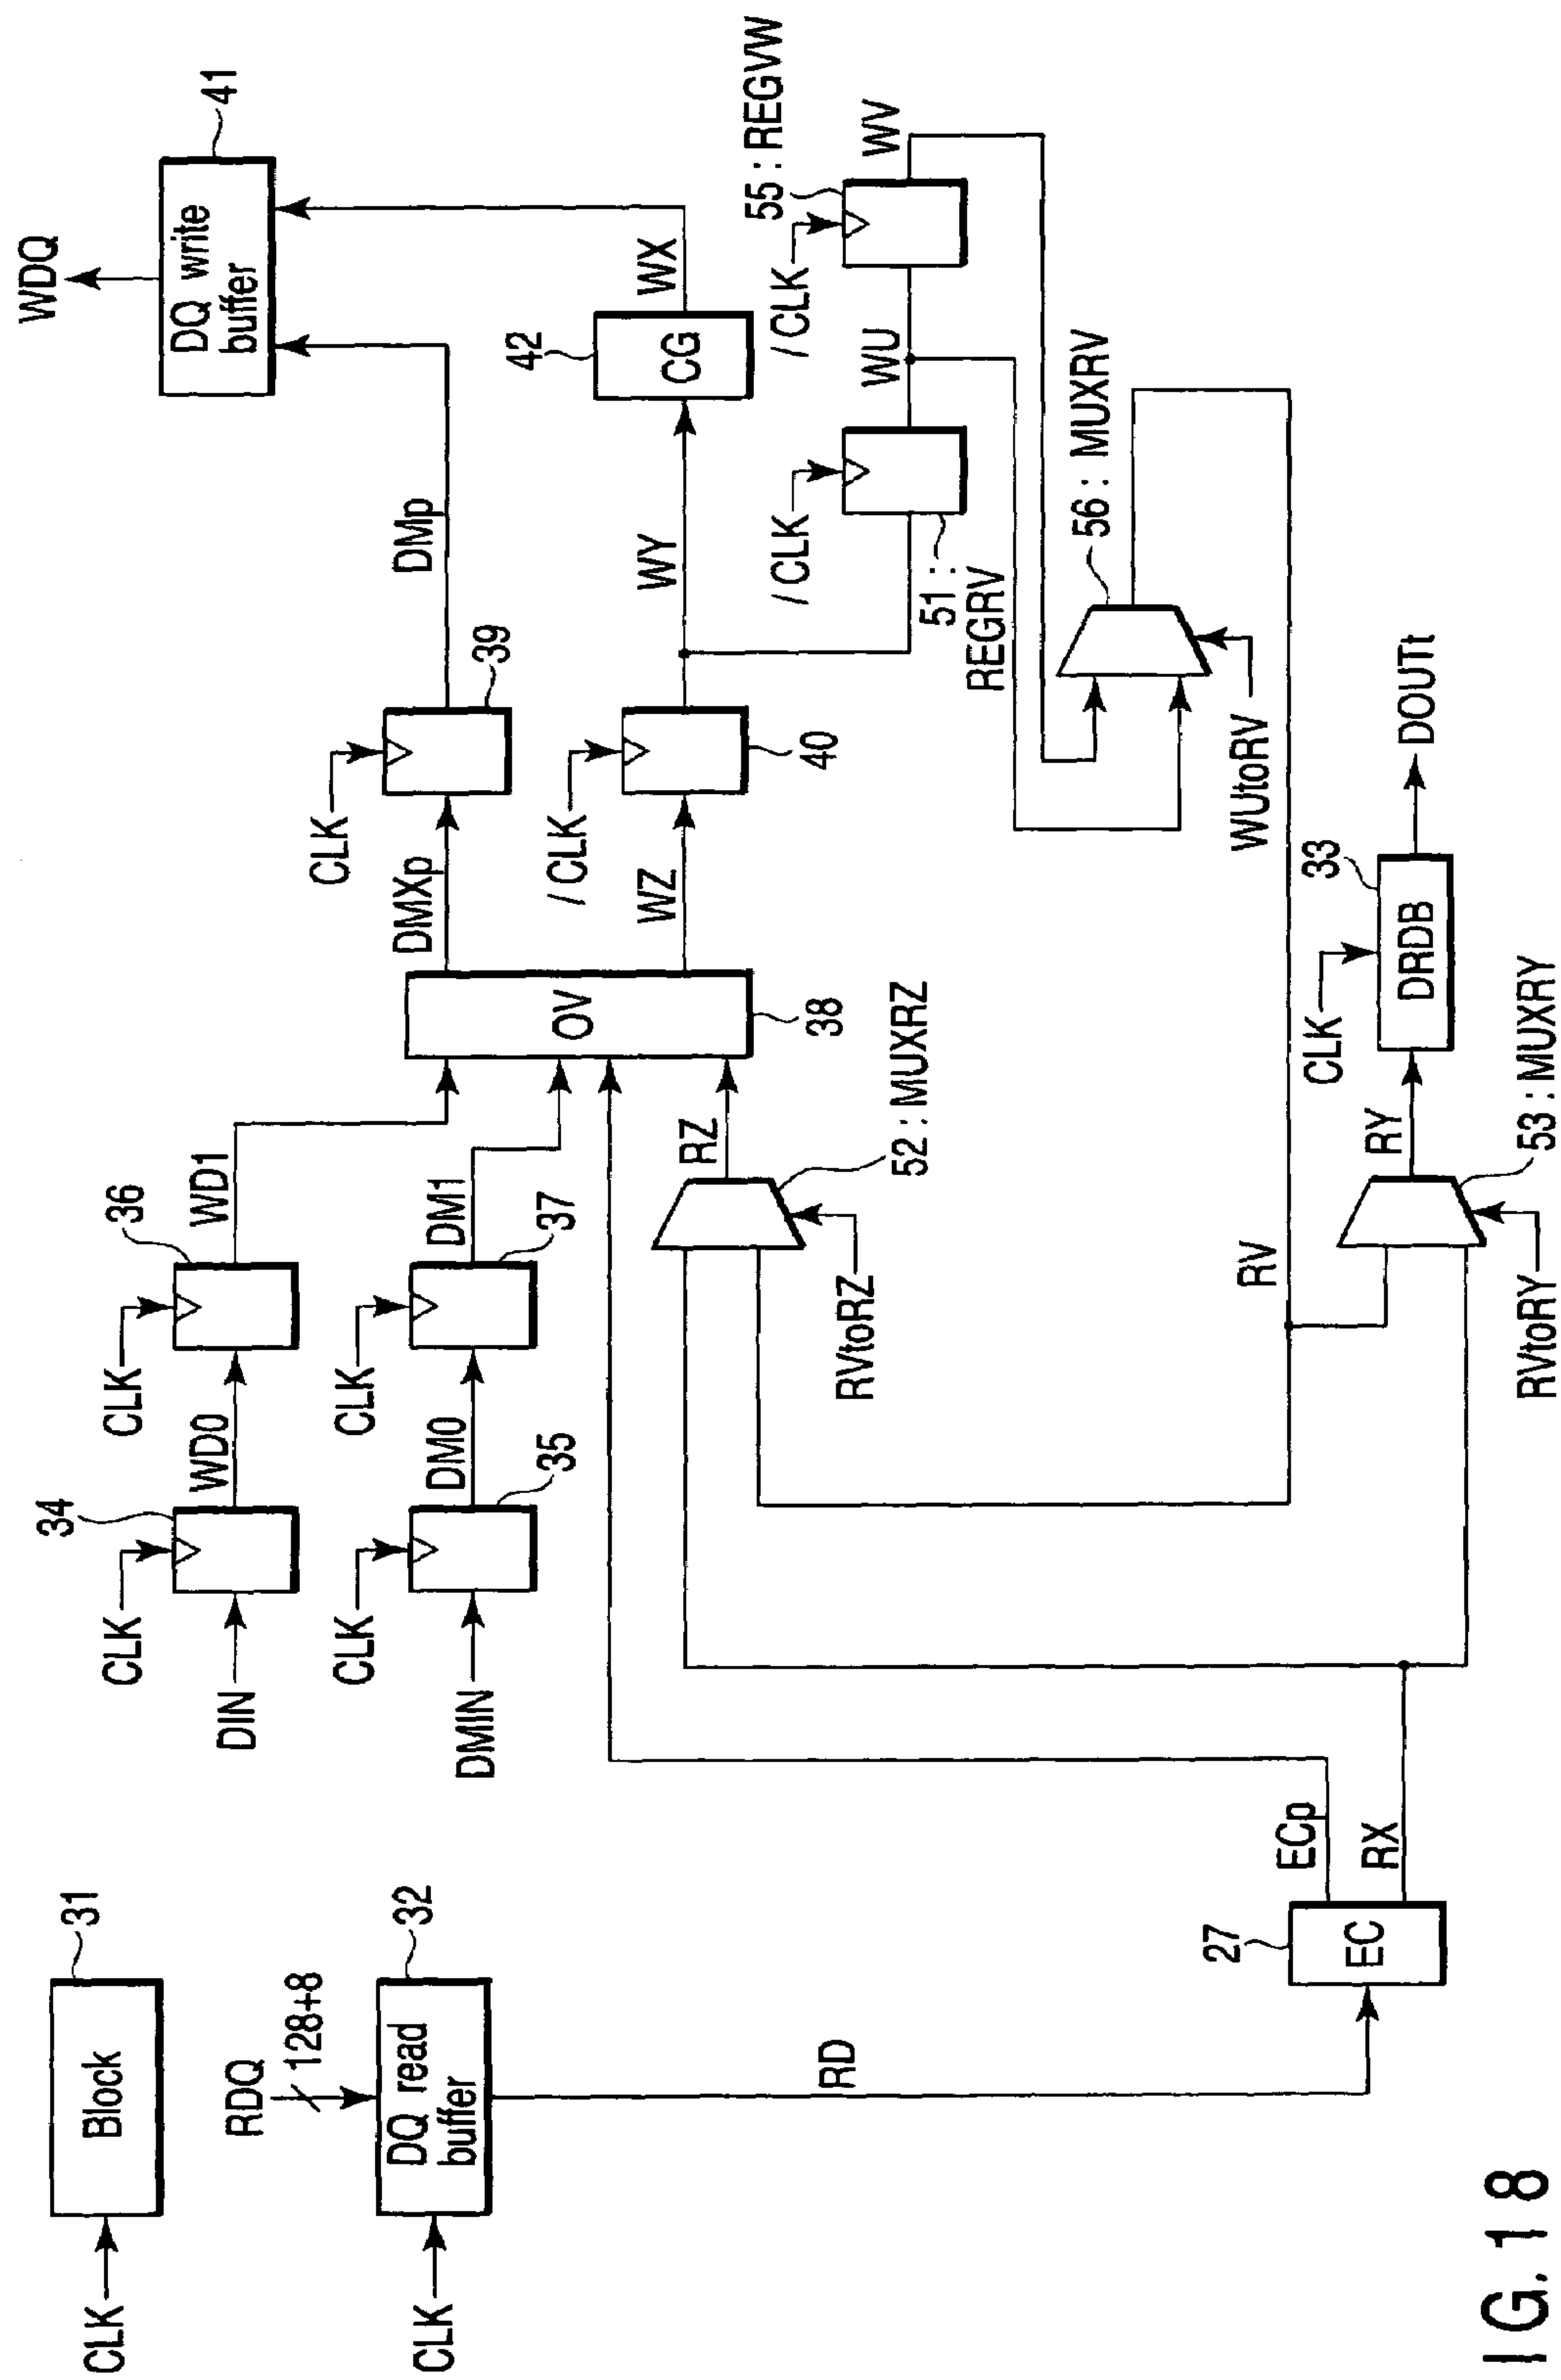 CLK
Block
31
RDQ
128+8
CLK
DQ read
buffer
32
RD
27
EC
ECp
RX
DIN
CLK
34
WD0
CLK
36
WD1
DMIN
CLK
35
DM0
CLK
37
DM1
RZ
52 : MUXRZ
RVtoRZ
OV
38
DMXp
CLK
39
DMp
WZ
/CLK
40
WY
42
CG
WX
DQ write
buffer
41
WDQ
/CLK
51 :
REGRV
WU
/CLK
55 : REGVW
WV
56 : MUXRV
WUtoRV
RV
RVtoRY
53 : MUXRY
RY
CLK
DRDB
33
DOUTt
IG. 18